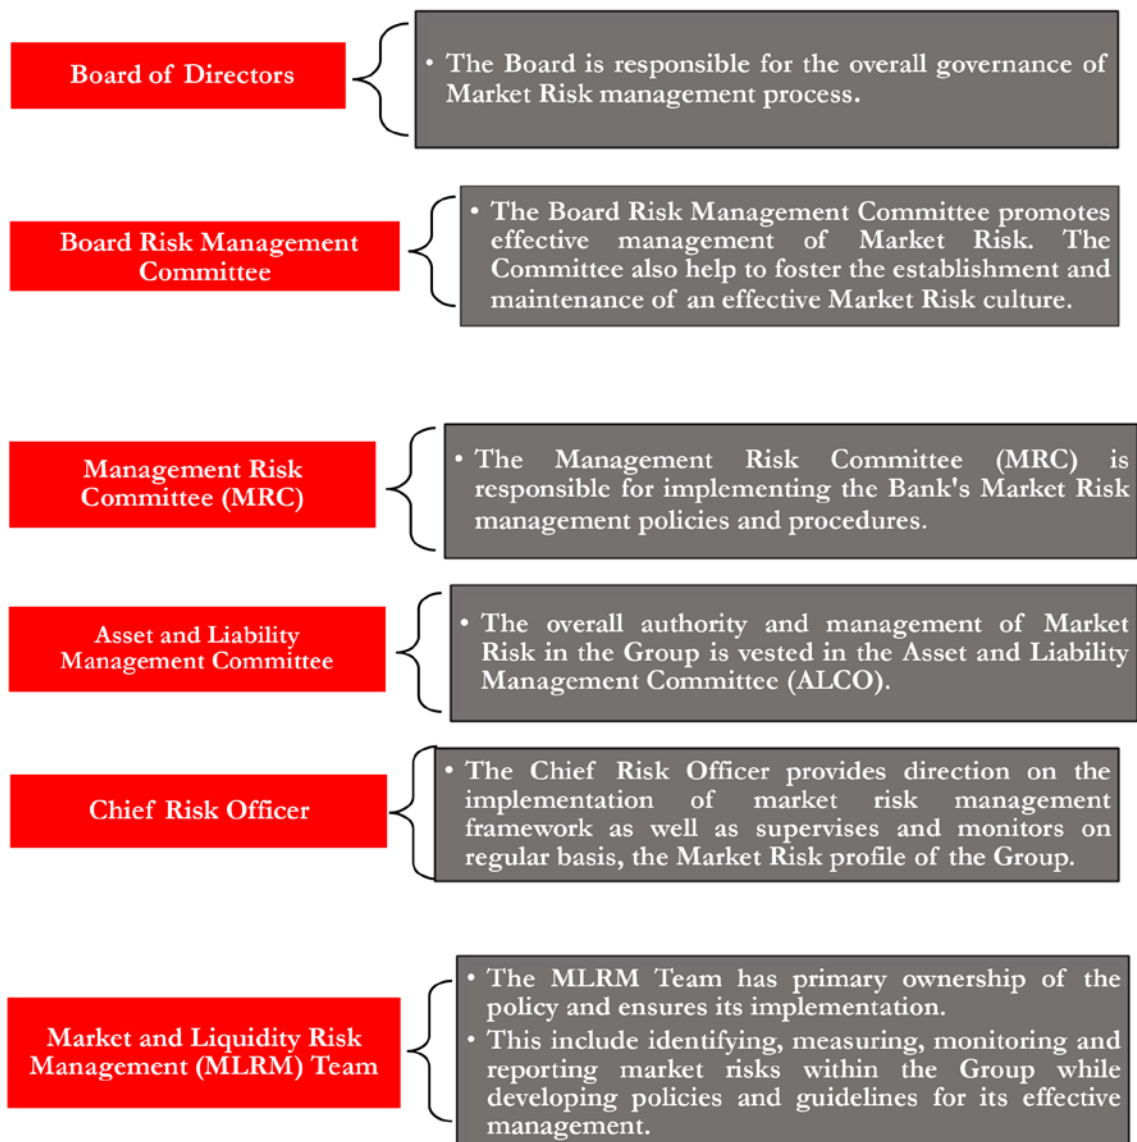 Board of Directors
• The Board is responsible for the overall governance of
Market Risk management process.
Board Risk Management
Committee
• The Board Risk Management Committee promotes
effective management of Market Risk. The
Committee also help to foster the establishment and
maintenance of an effective Market Risk culture.
Management Risk
Committee (MRC)
• The Management Risk Committee (MRC) is
responsible for implementing the Bank's Market Risk
management policies and procedures.
Asset and Liability
Management Committee
• The overall authority and management of Market
Risk in the Group is vested in the Asset and Liability
Management Committee (ALCO).
Chief Risk Officer
• The Chief Risk Officer provides direction on the
implementation of market risk management
framework as well as supervises and monitors on
regular basis, the Market Risk profile of the Group.
Market and Liquidity Risk
Management (MLRM) Team
• The MLRM Team has primary ownership of the
policy and ensures its implementation.
• This include identifying, measuring, monitoring and
reporting market risks within the Group while
developing policies and guidelines for its effective
management.